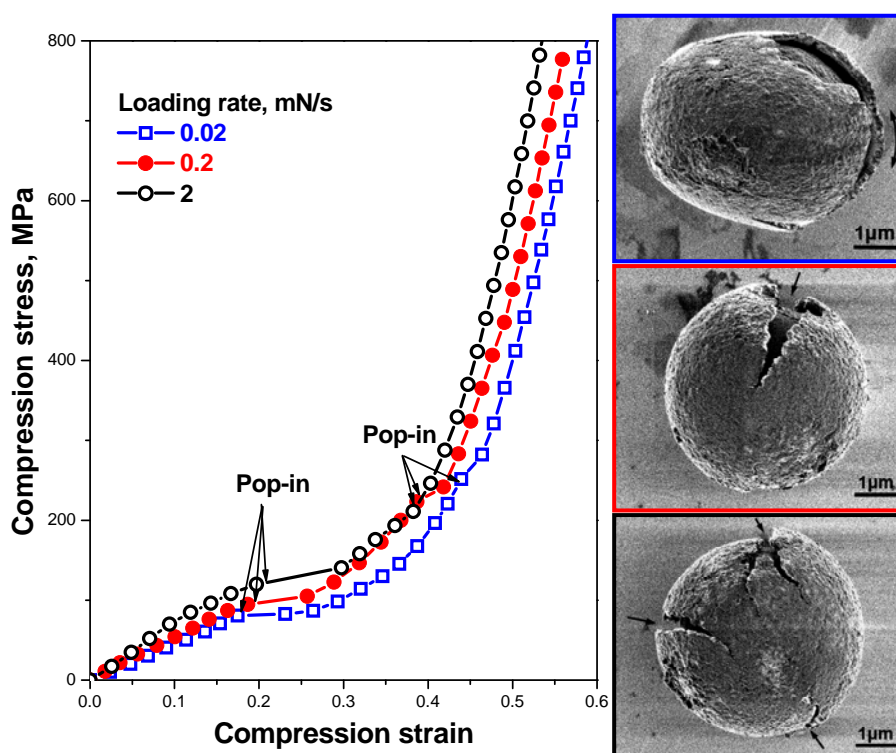 800
600
400
200
0
0.0
0.1
0.2
0.3
0.4
0.5
0.6
Compression stress, MPa
Compression strain
Loading rate, mN/s
0.02
0.2
2
Pop-in
Pop-in
1μm
1μm
1μm